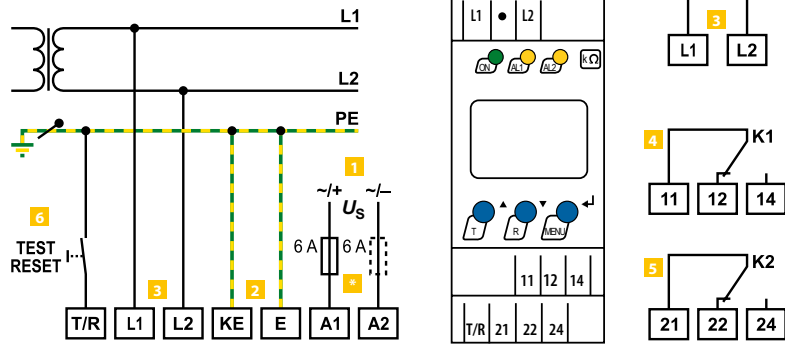 L1
L2
PE
1
~/+ ~/–
US
6 A 6 A
*
6
TEST
RESET
3
2
T/R L1 L2 KE E A1 A2
L1 • L2
ON AL1 AL2 kΩ
T R MENU
11 12 14
T/R 21 22 24
3
L1 L2
4
K1
11 12 14
5
K2
21 22 24